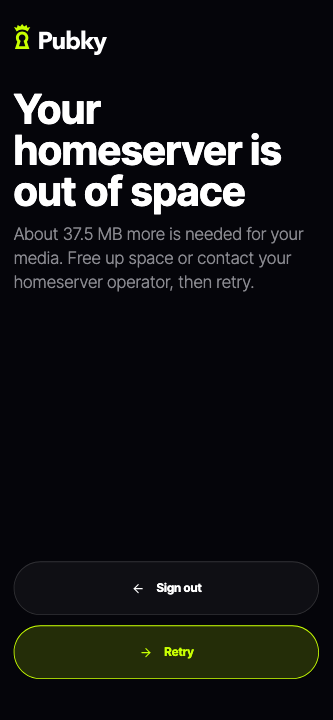 Pubky
Your
homeserver is
out of space
About 37.5 MB more is needed for your
media. Free up space or contact your
homeserver operator, then retry.
← Sign out
→ Retry